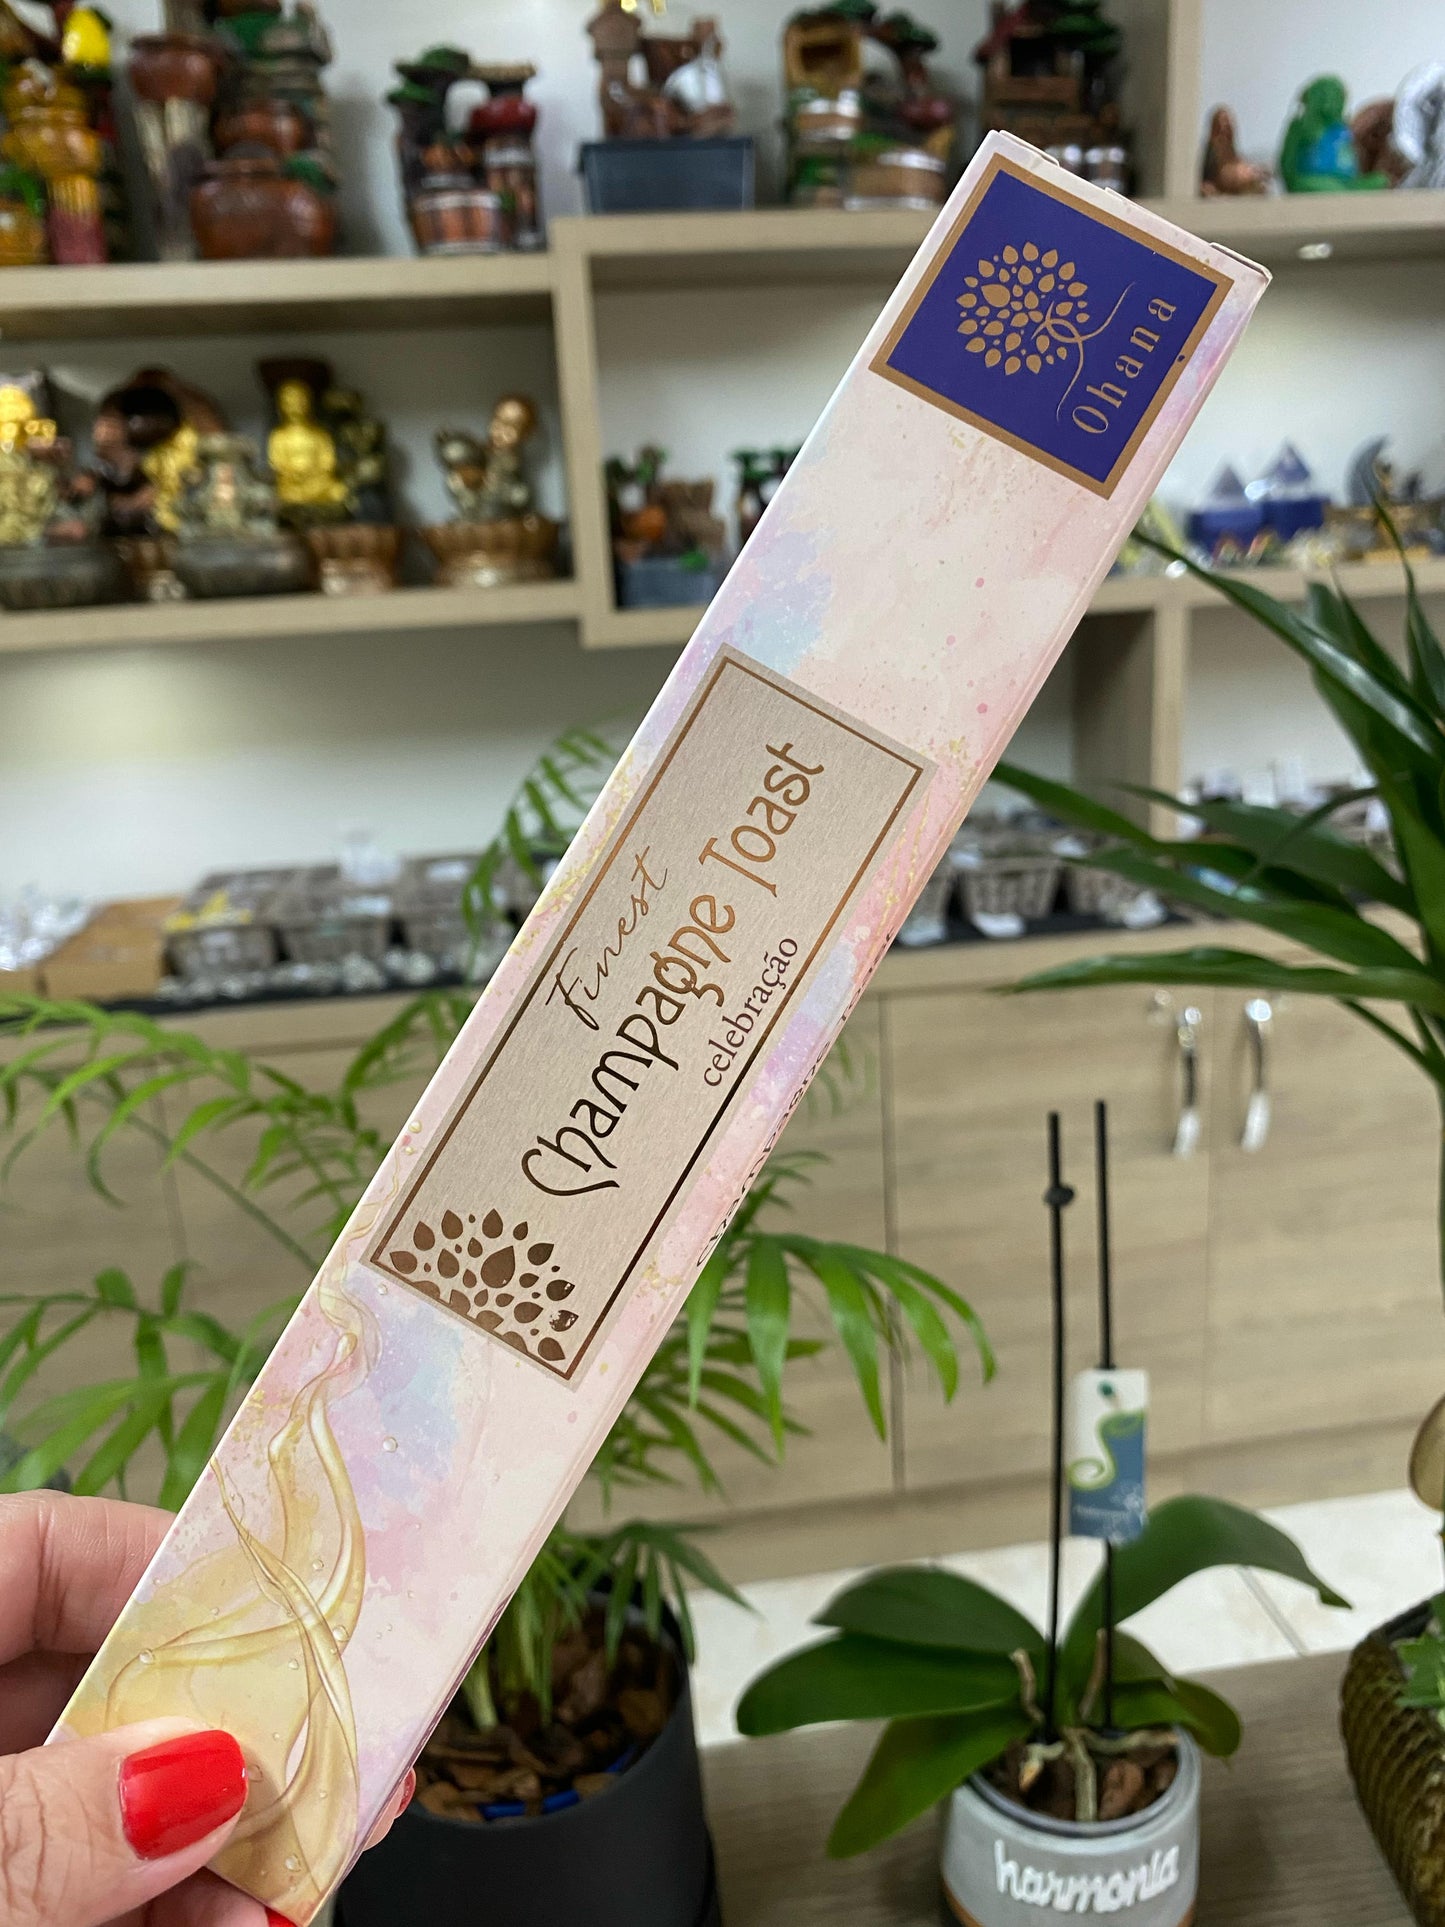 Ohana
Finest
Champagne Toast
celebração
harmonia